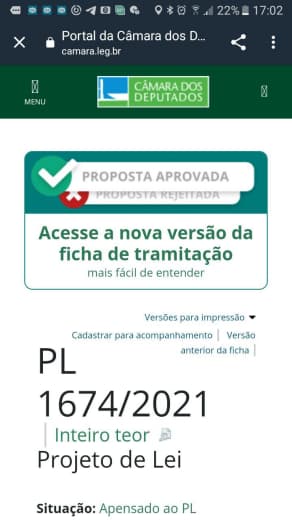 22% 17:02
Portal da Câmara dos D...
camara.leg.br
MENU
CÂMARA DOS
DEPUTADOS
PROPOSTA APROVADA
PROPOSTA REJEITADA
Acesse a nova versão da
ficha de tramitação
mais fácil de entender
Versões para impressão
Cadastrar para acompanhamento | Versão
anterior da ficha |
PL
1674/2021
| Inteiro teor
Projeto de Lei
Situação: Apensado ao PL